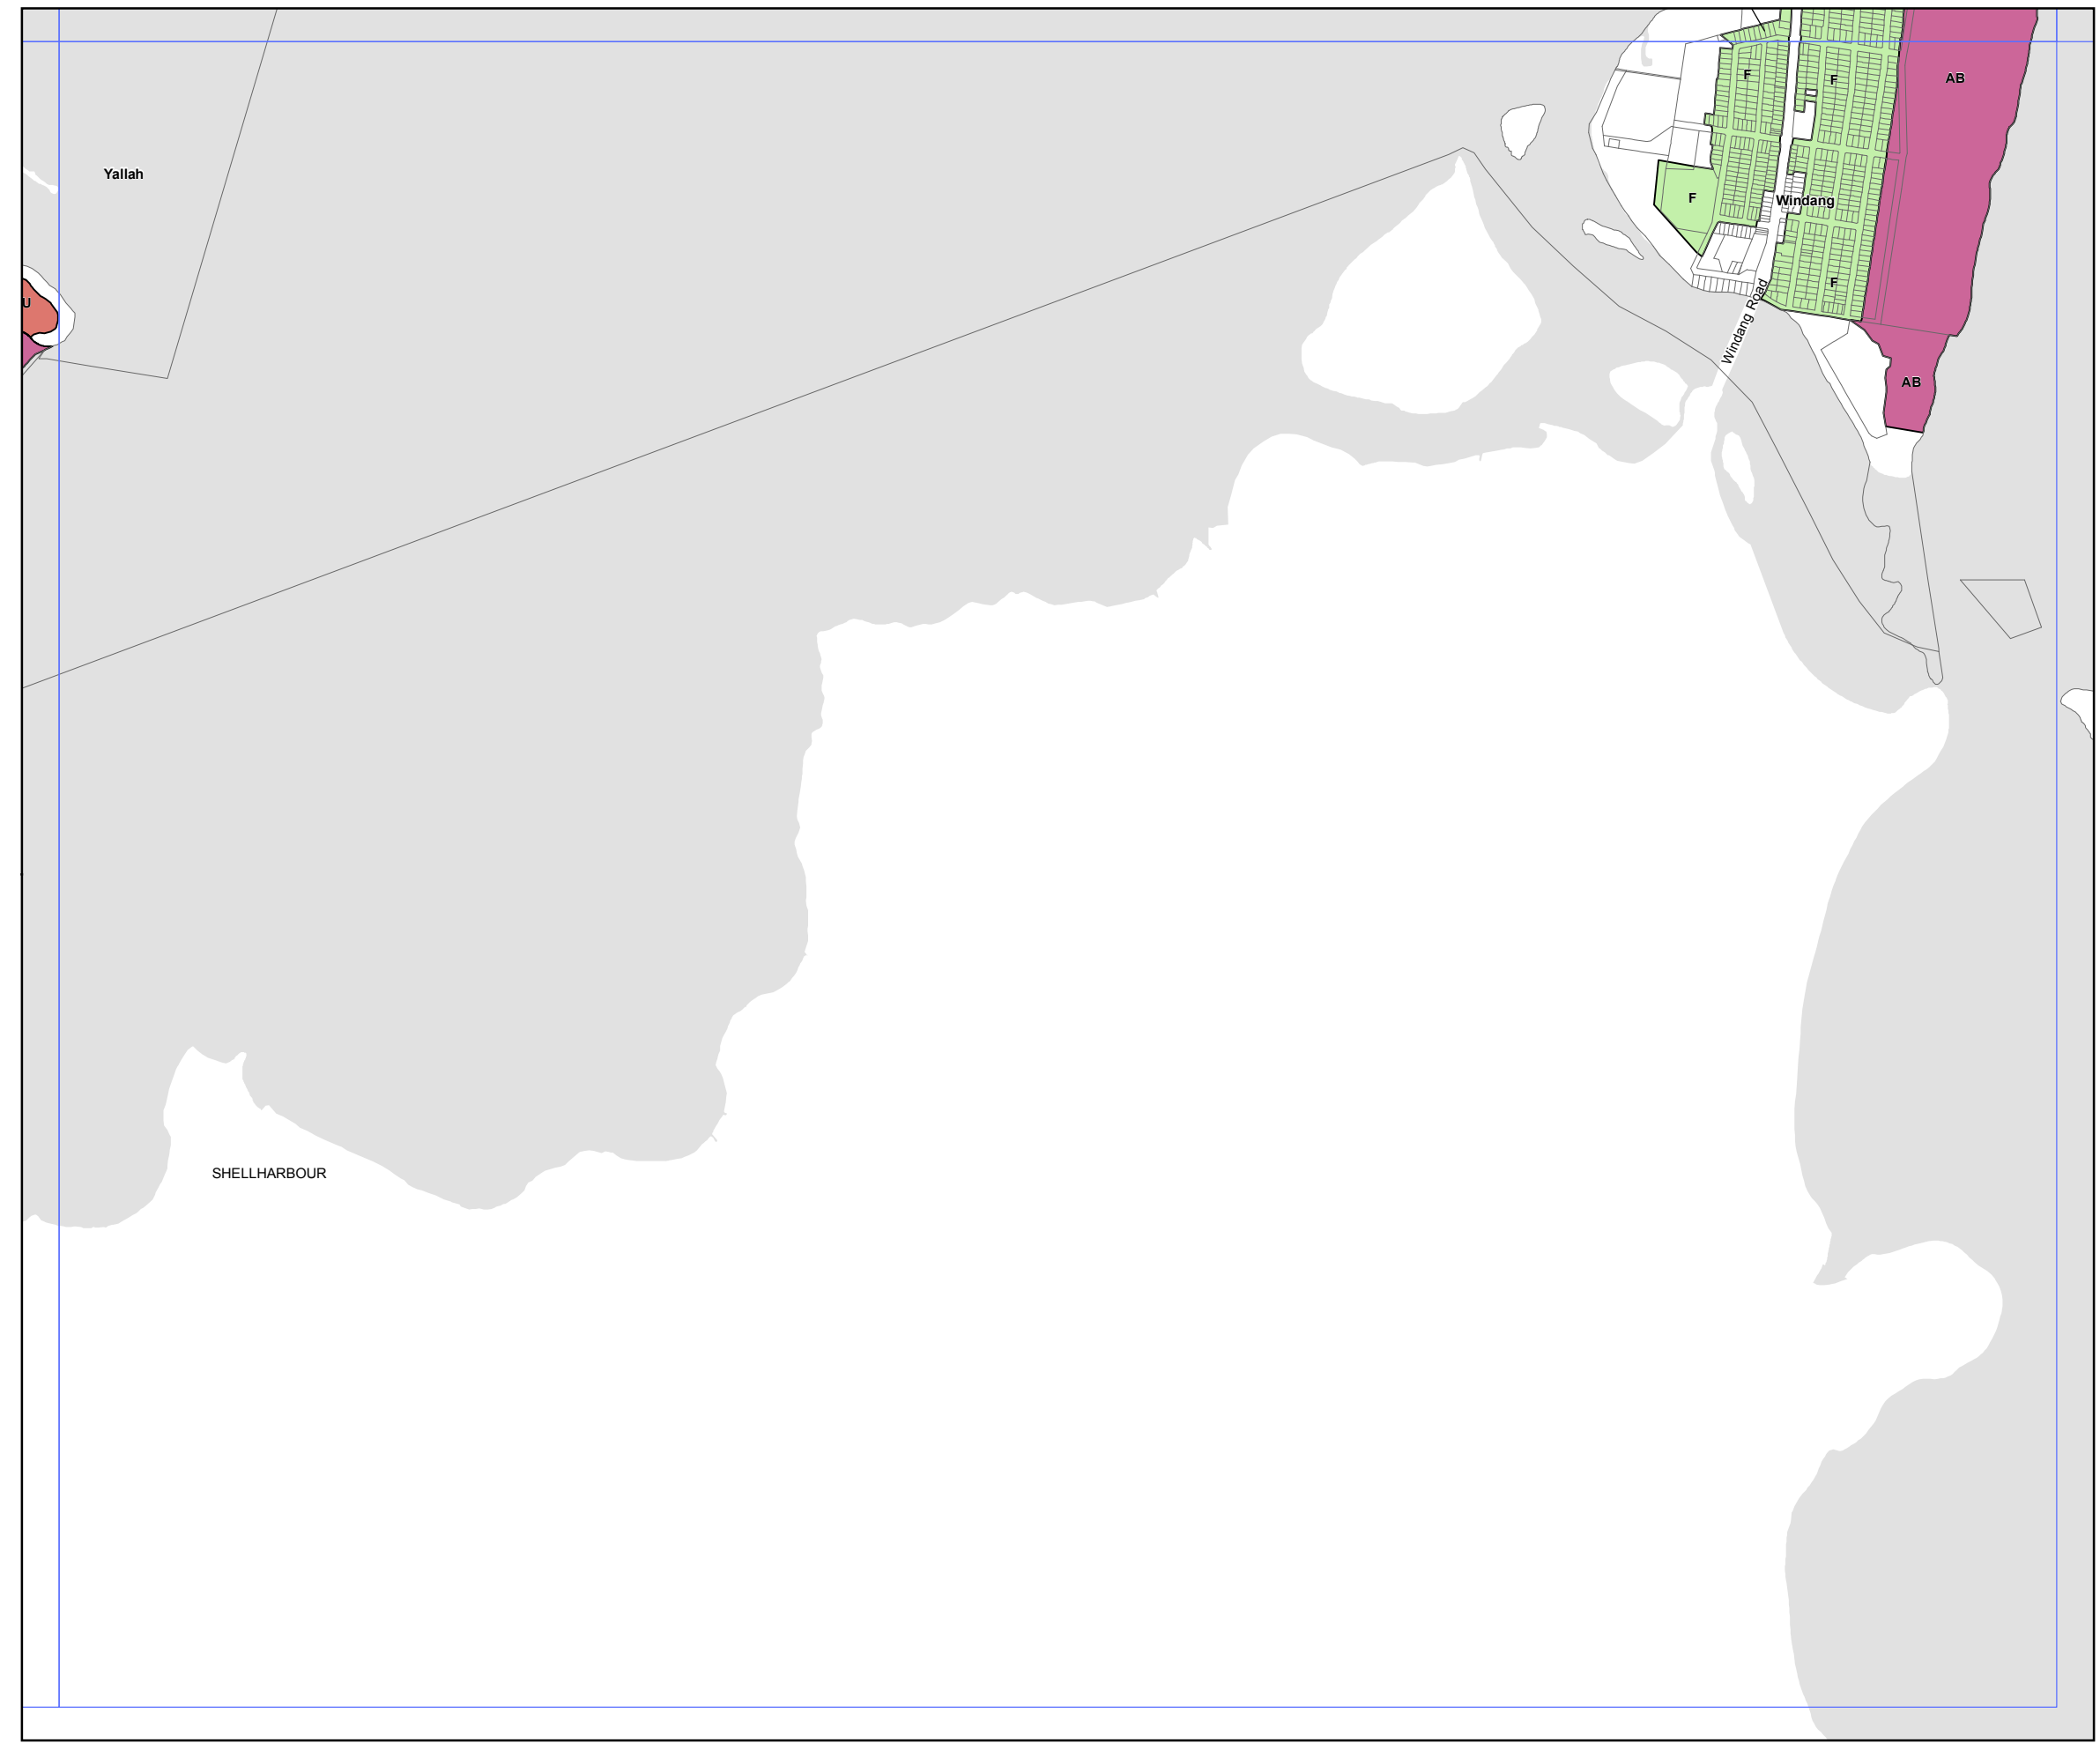 F
F
AB
Yallah
F
Windang
U
F
Windang Road
AB
SHELLHARBOUR